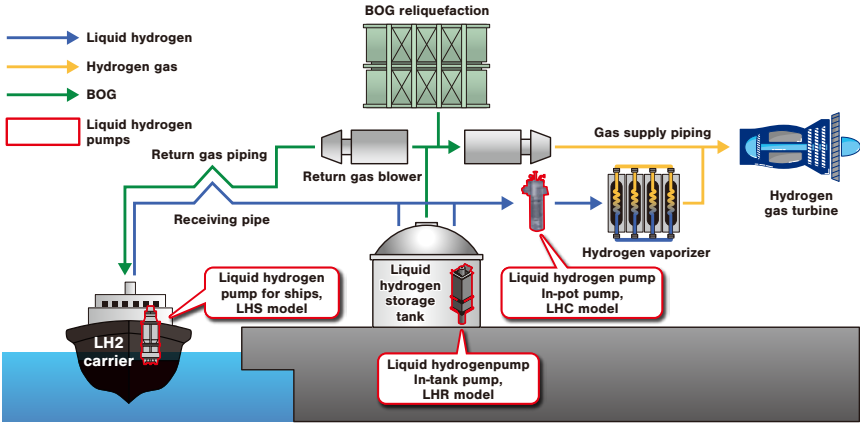 BOG reliquefaction
Liquid hydrogen
Hydrogen gas
BOG
Liquid hydrogen
pumps
Return gas piping
Return gas blower
Gas supply piping
Receiving pipe
Hydrogen
gas turbine
Hydrogen vaporizer
Liquid hydrogen
pump for ships,
LHS model
Liquid
hydrogen
storage
tank
Liquid hydrogen pump
In-pot pump,
LHC model
LH2
carrier
Liquid hydrogenpump
In-tank pump,
LHR model